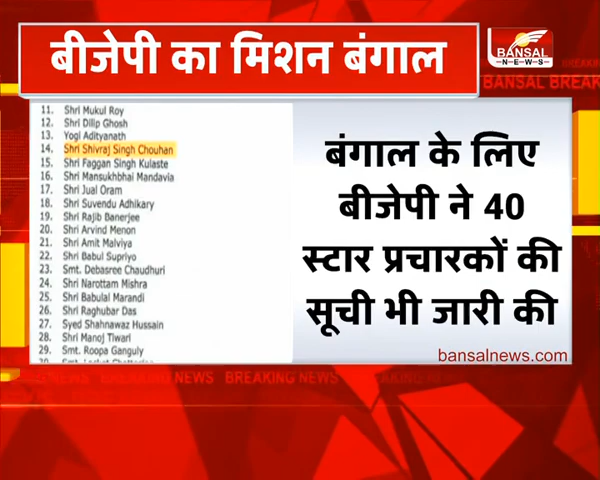 बीजेपी का मिशन बंगाल
BANSAL
NEWS
BANSAL BREAK
11. Shri Mukul Roy
12. Shri Dilip Ghosh
13. Yogi Adityanath
14. Shri Shivraj Singh Chouhan
15. Shri Faggan Singh Kulaste
16. Shri Mansukhbhai Mandavia
17. Shri Jual Oram
18. Shri Suvendu Adhikary
19. Shri Rajib Banerjee
20. Shri Arvind Menon
21. Shri Amit Malviya
22. Shri Babul Supriyo
23. Smt. Debasree Chaudhuri
24. Shri Narottam Mishra
25. Shri Babulal Marandi
26. Shri Raghubar Das
27. Syed Shahnawaz Hussain
28. Shri Manoj Tiwari
29. Smt. Roopa Ganguly
बंगाल के लिए
बीजेपी ने 40
स्टार प्रचारकों की
सूची भी जारी की
bansalnews.com
BREAKING NEWS BREAKING NEWS BREAKING NEWS